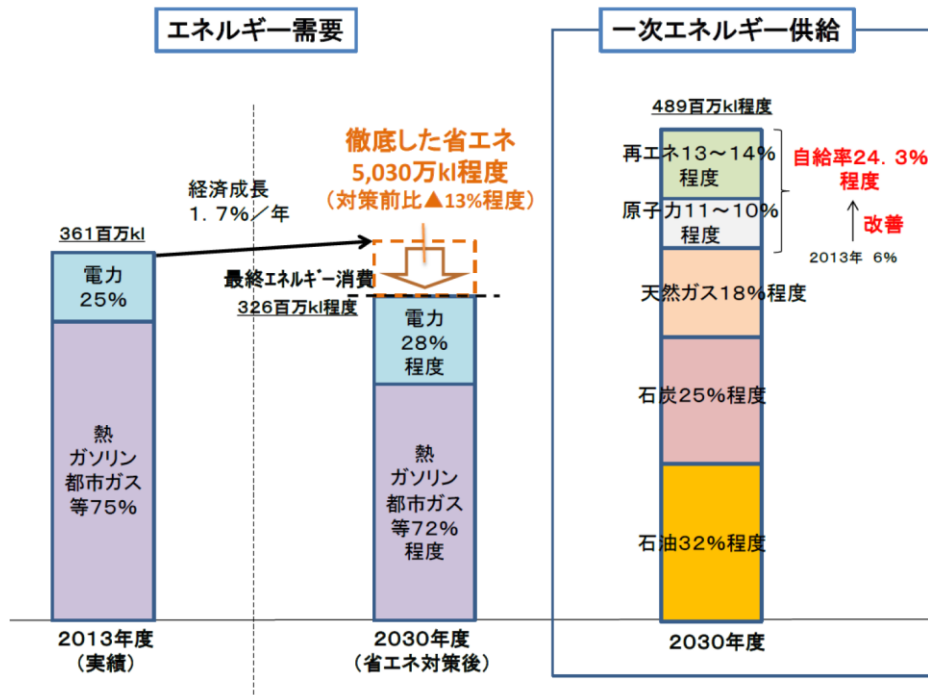 エネルギー需要
一次エネルギー供給
徹底した省エネ
5,030万kl程度
（対策前比▲13%程度）
経済成長
1．7%／年
361百万kl
電力
25%
熱
ガソリン
都市ガス
等75%
2013年度
（実績）
最終エネルギー消費
326百万kl程度
電力
28%
程度
熱
ガソリン
都市ガス
等72%
程度
2030年度
（省エネ対策後）
489百万kl程度
再エネ13～14%
程度
原子力11～10%
程度
天然ガス18%程度
石炭25%程度
石油32%程度
2030年度
自給率24．3%
程度
改善
2013年 6%